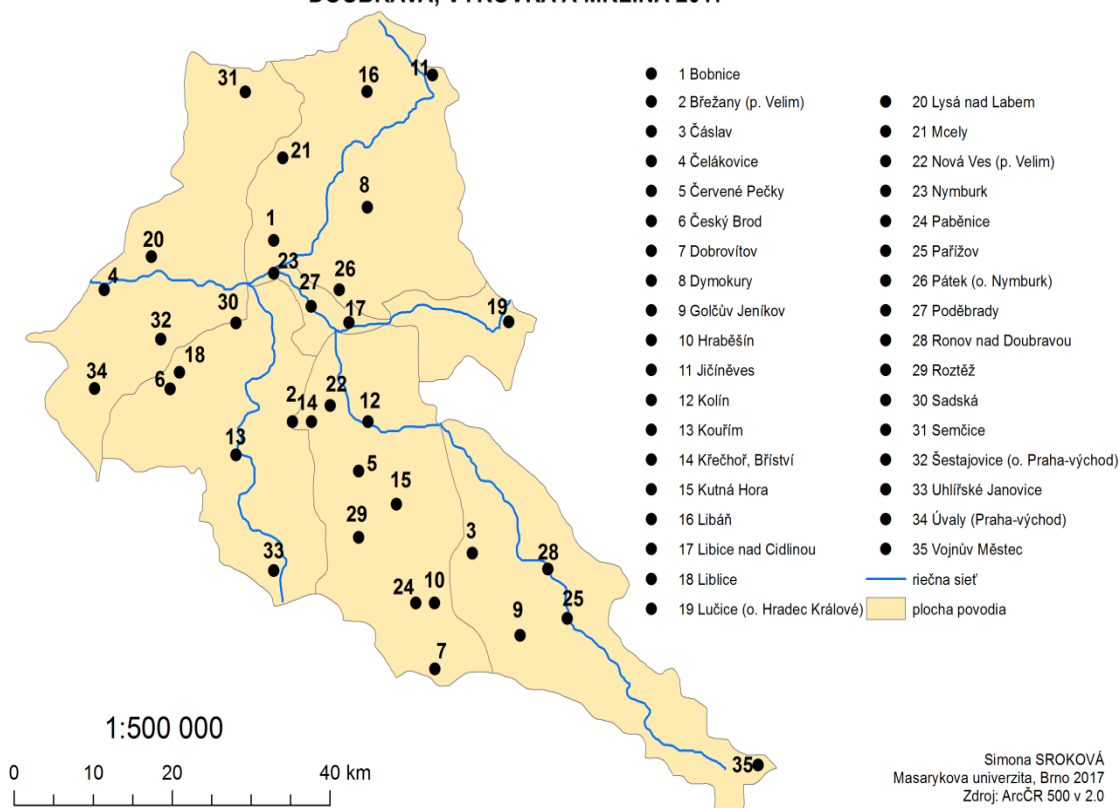 DOUBRAVA, VÝROVKA A MRLINA 2017
31
16
11
21
8
1
20
23
4
26
27
30
17
19
32
18
34
6
2
14
22
12
13
5
15
29
3
33
28
24
10
25
9
7
35
1 Bobnice
2 Břežany (p. Velim)
3 Čáslav
4 Čelákovice
5 Červené Pečky
6 Český Brod
7 Dobrovítov
8 Dymokury
9 Golčův Jeníkov
10 Hraběšín
11 Jičíněves
12 Kolín
13 Kouřim
14 Křečhoř, Bříství
15 Kutná Hora
16 Libáň
17 Libice nad Cidlinou
18 Liblice
19 Lučice (o. Hradec Králové)
20 Lysá nad Labem
21 Mcely
22 Nová Ves (p. Velim)
23 Nymburk
24 Paběnice
25 Pařížov
26 Pátek (o. Nymburk)
27 Poděbrady
28 Ronov nad Doubravou
29 Roztěž
30 Sadská
31 Semčice
32 Šestajovice (o. Praha-východ)
33 Uhlířské Janovice
34 Úvaly (Praha-východ)
35 Vojnův Městec
riečna sieť
plocha povodia
1:500 000
0 10 20 40 km
Simona SROKOVÁ
Masarykova univerzita, Brno 2017
Zdroj: ArcČR 500 v 2.0